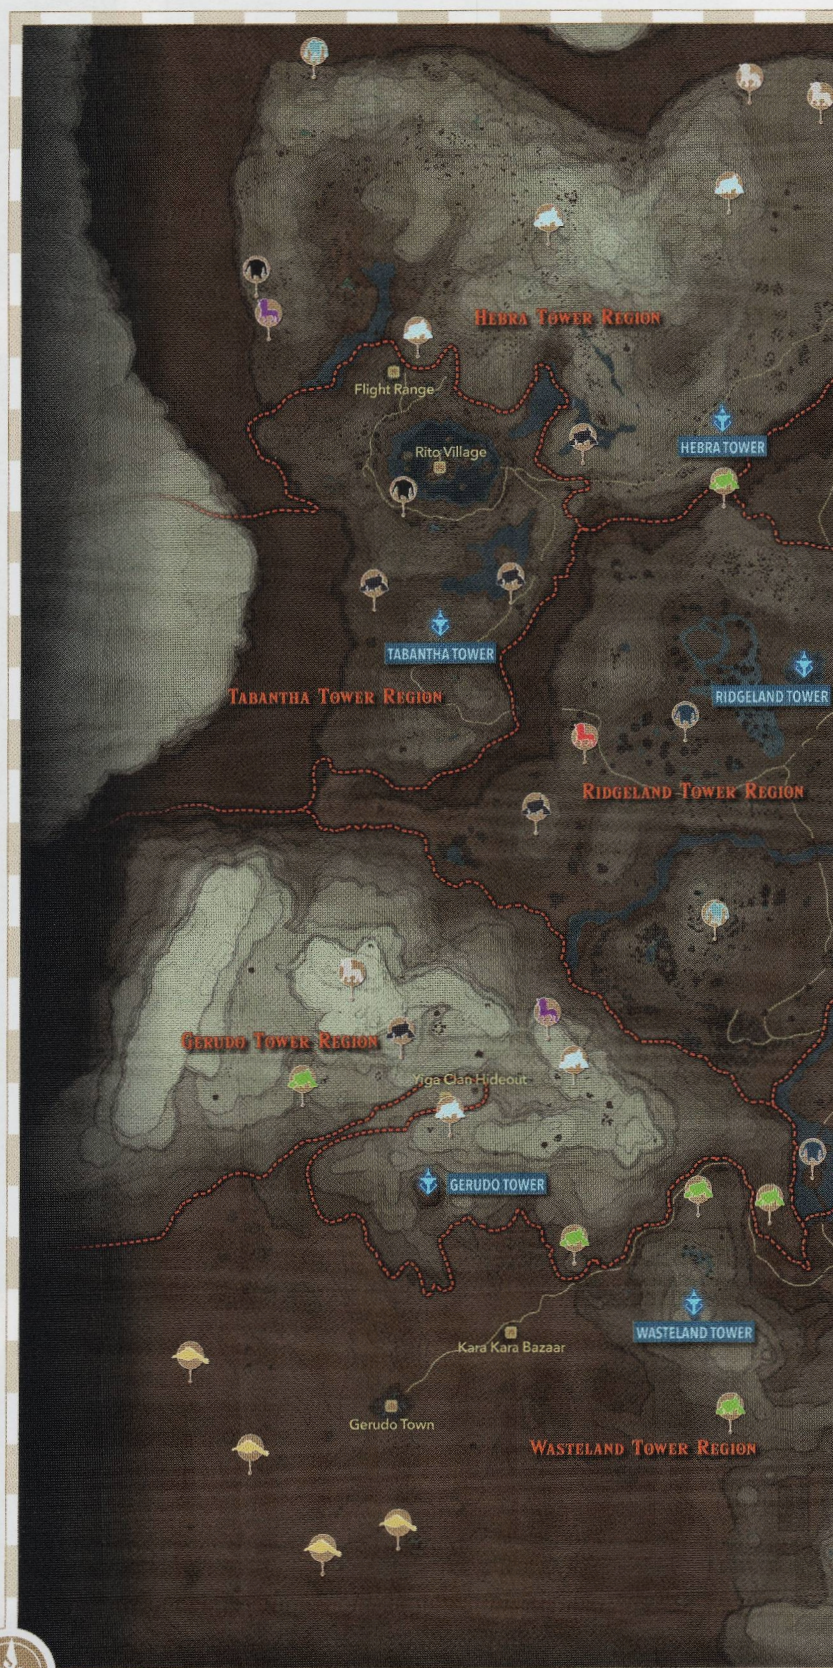 Hebra Tower Region
Flight Range
HEBRA TOWER
Rito Village
TABANTHA TOWER
Tabantha Tower Region
RIDGELAND TOWER
Ridgeland Tower Region
Gerudo Tower Region
Yiga Clan Hideout
GERUDO TOWER
WASTELAND TOWER
Kara Kara Bazaar
Gerudo Town
Wasteland Tower Region